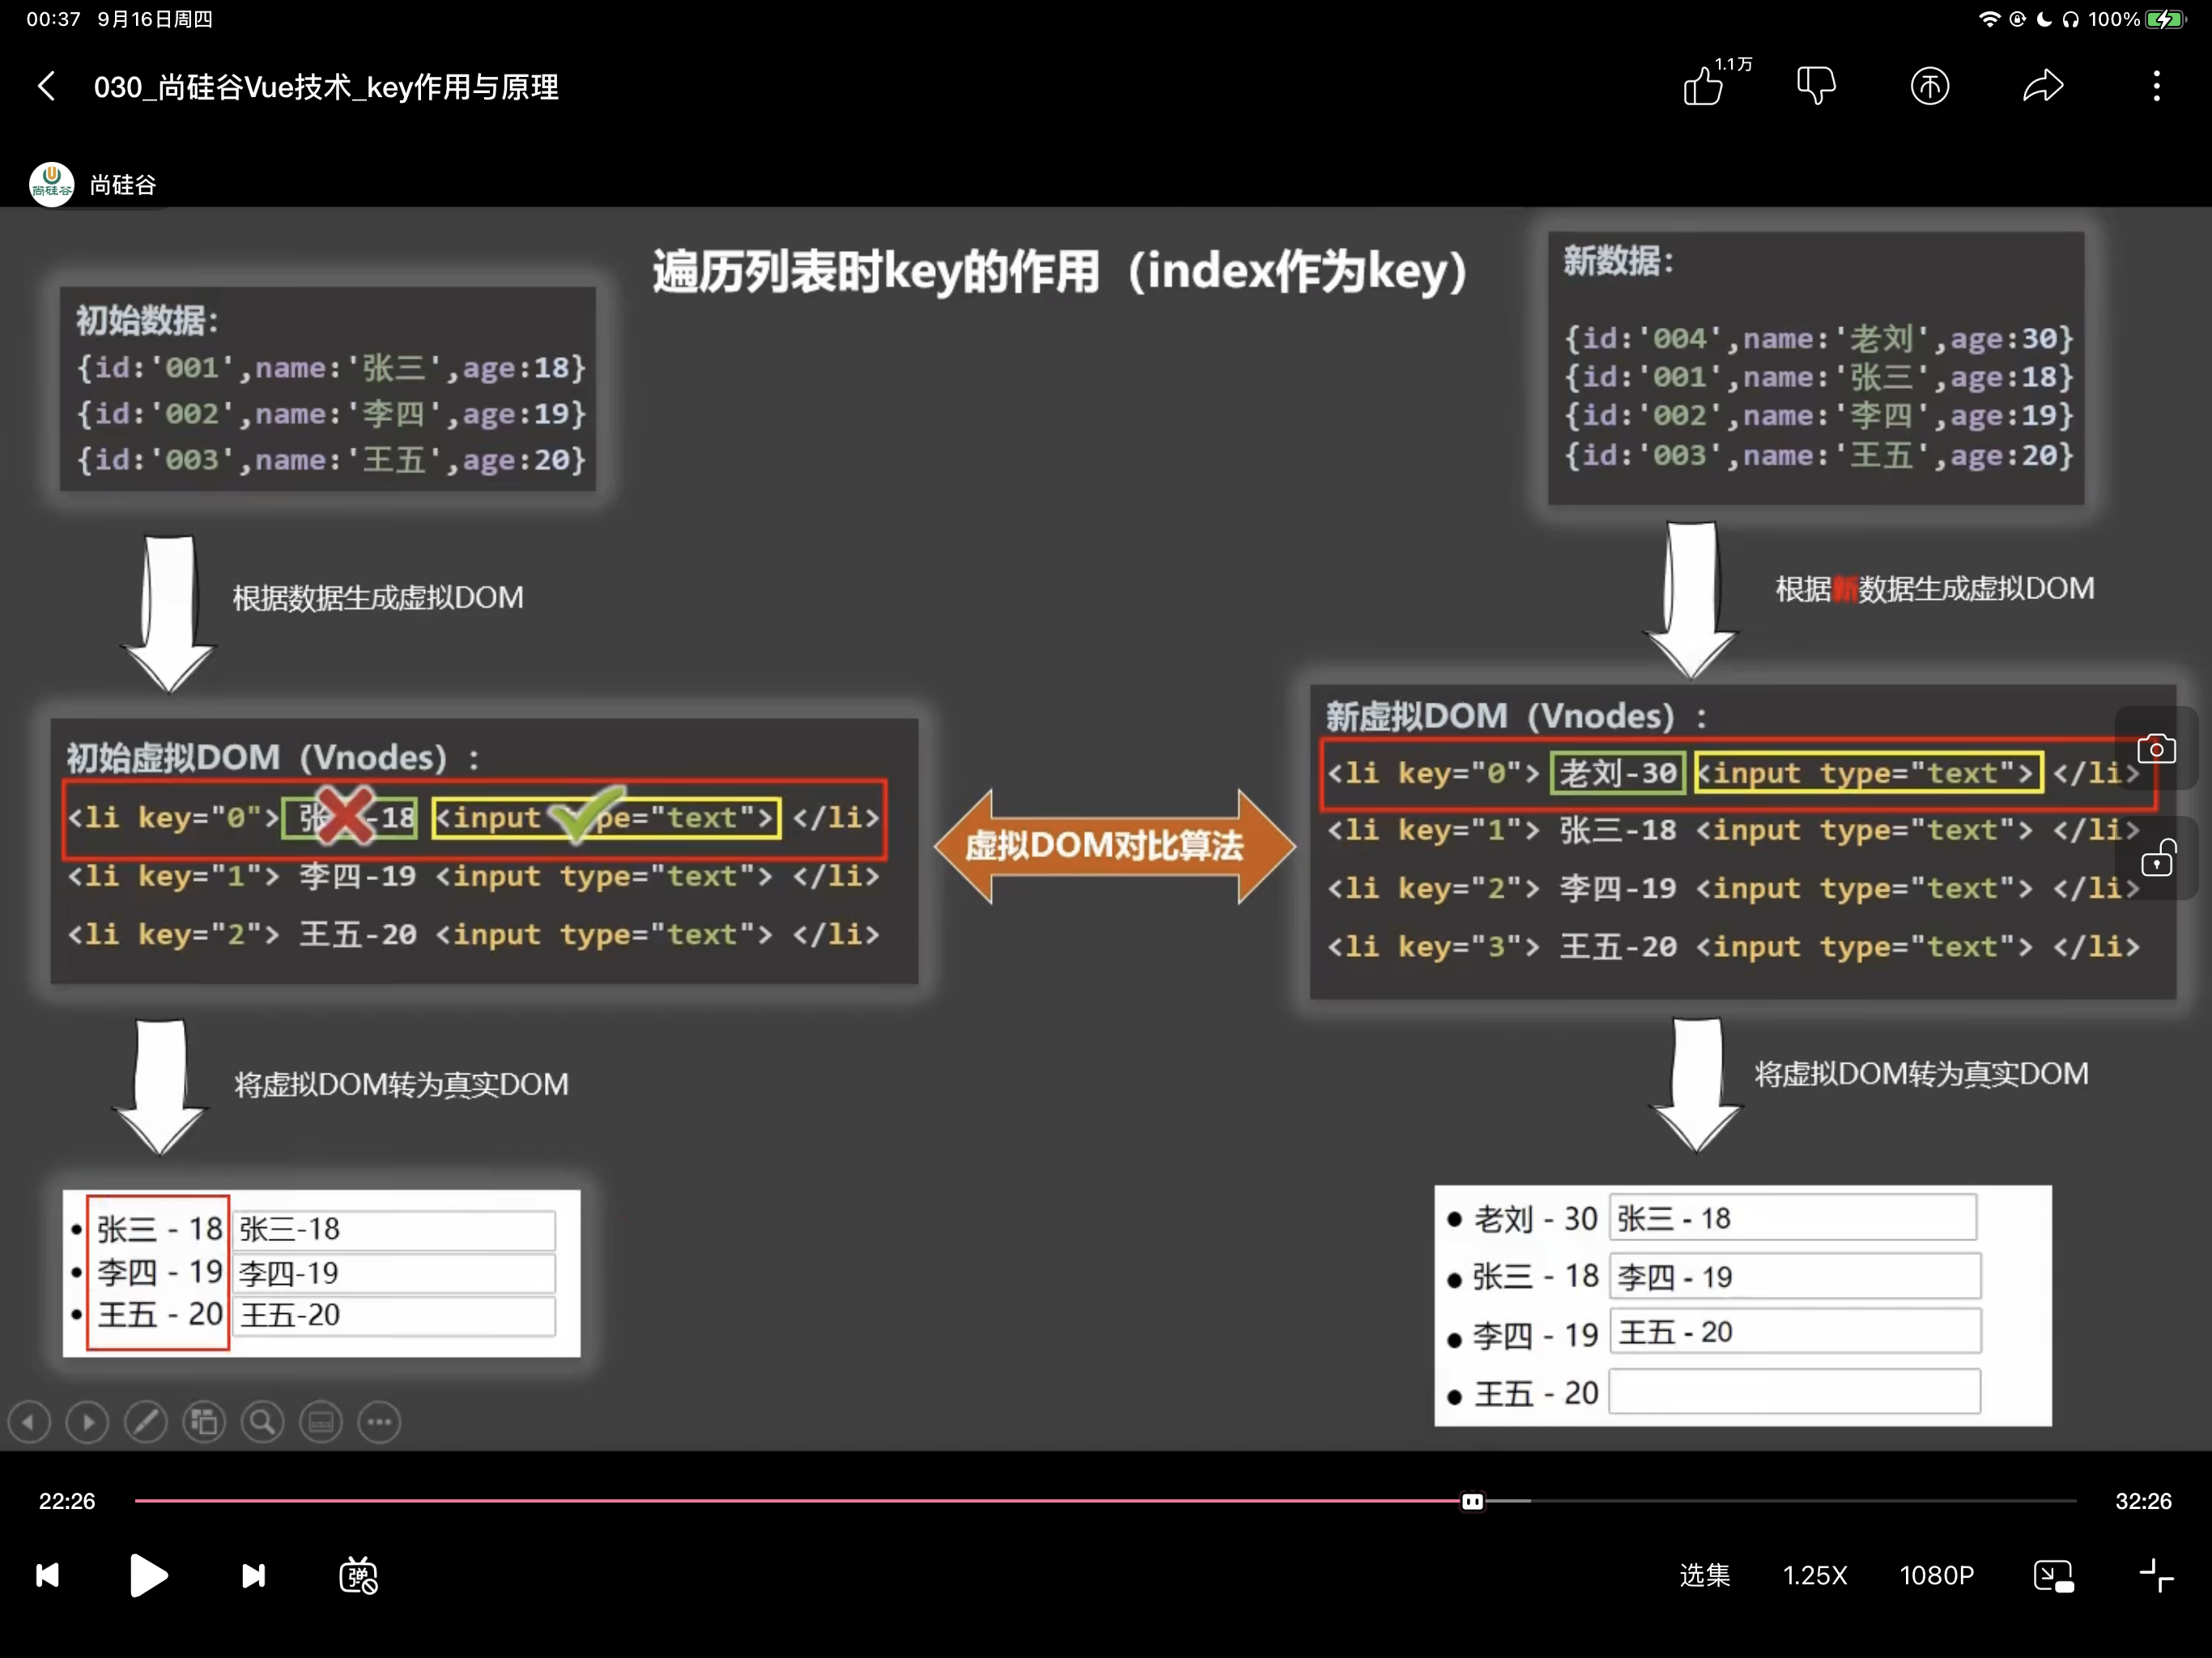 00:37 9月16日周四
100%
030_尚硅谷Vue技术_key作用与原理
1.1万
尚硅谷
尚硅谷
遍历列表时key的作用（index作为key）
初始数据：
{id:'001',name:'张三',age:18}
{id:'002',name:'李四',age:19}
{id:'003',name:'王五',age:20}
新数据：
{id:'004',name:'老刘',age:30}
{id:'001',name:'张三',age:18}
{id:'002',name:'李四',age:19}
{id:'003',name:'王五',age:20}
根据数据生成虚拟DOM
根据新数据生成虚拟DOM
初始虚拟DOM（Vnodes）：
<li key="0"> 张-18 <input type="text"> </li>
<li key="1"> 李四-19 <input type="text"> </li>
<li key="2"> 王五-20 <input type="text"> </li>
虚拟DOM对比算法
新虚拟DOM（Vnodes）：
<li key="0"> 老刘-30 <input type="text"> </li>
<li key="1"> 张三-18 <input type="text"> </li>
<li key="2"> 李四-19 <input type="text"> </li>
<li key="3"> 王五-20 <input type="text"> </li>
将虚拟DOM转为真实DOM
将虚拟DOM转为真实DOM
张三 - 18 张三-18
李四 - 19 李四-19
王五 - 20 王五-20
老刘 - 30 张三 - 18
张三 - 18 李四 - 19
李四 - 19 王五 - 20
王五 - 20
22:26
32:26
弹
选集
1.25X
1080P